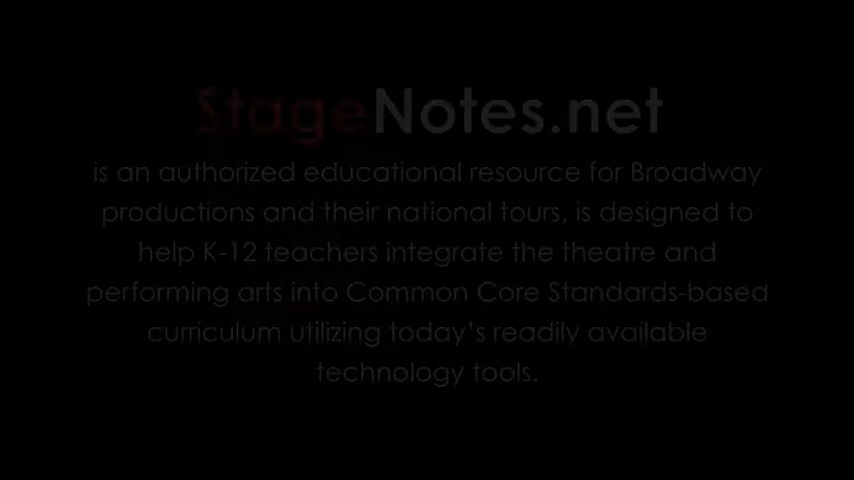 StageNotes.net
is an authorized educational resource for Broadway
productions and their national tours, is designed to
help K-12 teachers integrate the theatre and
performing arts into Common Core Standards-based
curriculum utilizing today's readily available
technology tools.